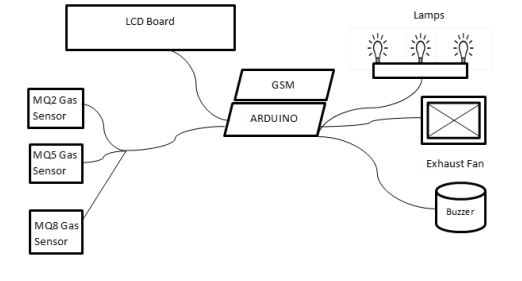 LCD Board
Lamps
GSM
ARDUINO
MQ2 Gas
Sensor
MQ5 Gas
Sensor
MQ8 Gas
Sensor
Exhaust Fan
Buzzer